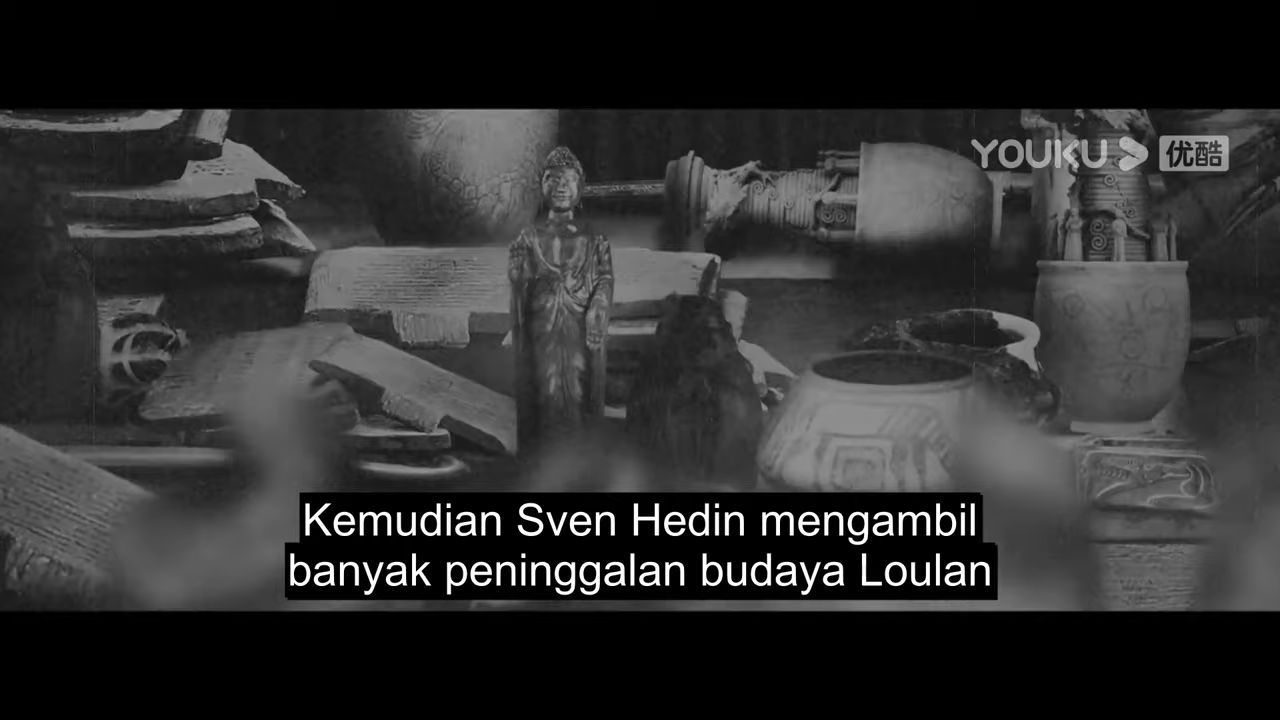 YOUKU 优酷
Kemudian Sven Hedin mengambil
banyak peninggalan budaya Loulan